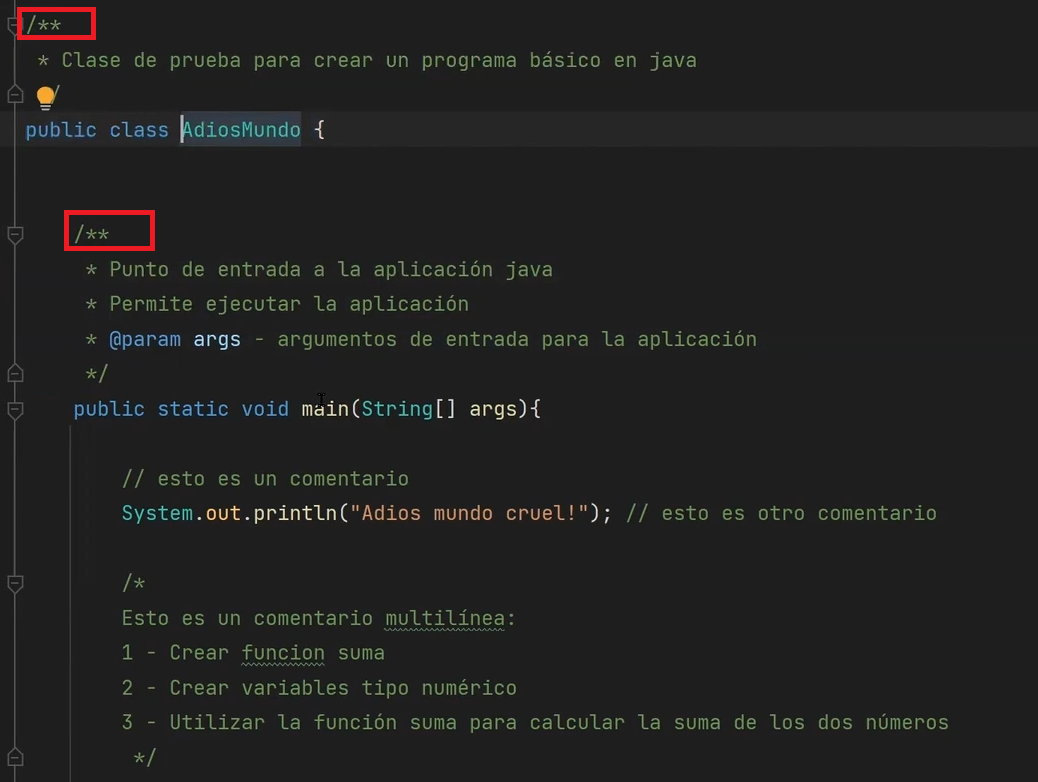 /**
* Clase de prueba para crear un programa básico en java
/
public class AdiosMundo {
/**
* Punto de entrada a la aplicación java
* Permite ejecutar la aplicación
* @param args - argumentos de entrada para la aplicación
*/
public static void main(String[] args){
// esto es un comentario
System.out.println("Adios mundo cruel!"); // esto es otro comentario
/*
Esto es un comentario multilínea:
1 - Crear funcion suma
2 - Crear variables tipo numérico
3 - Utilizar la función suma para calcular la suma de los dos números
*/